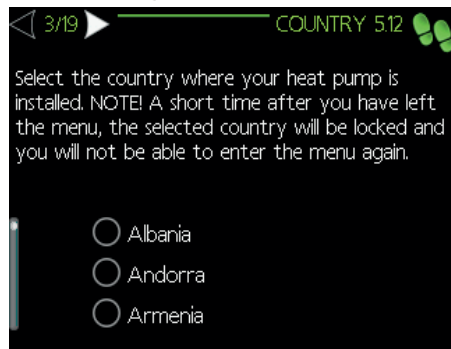 3/19 COUNTRY 5.12
Select the country where your heat pump is
installed. NOTE! A short time after you have left
the menu, the selected country will be locked and
you will not be able to enter the menu again.
Albania
Andorra
Armenia